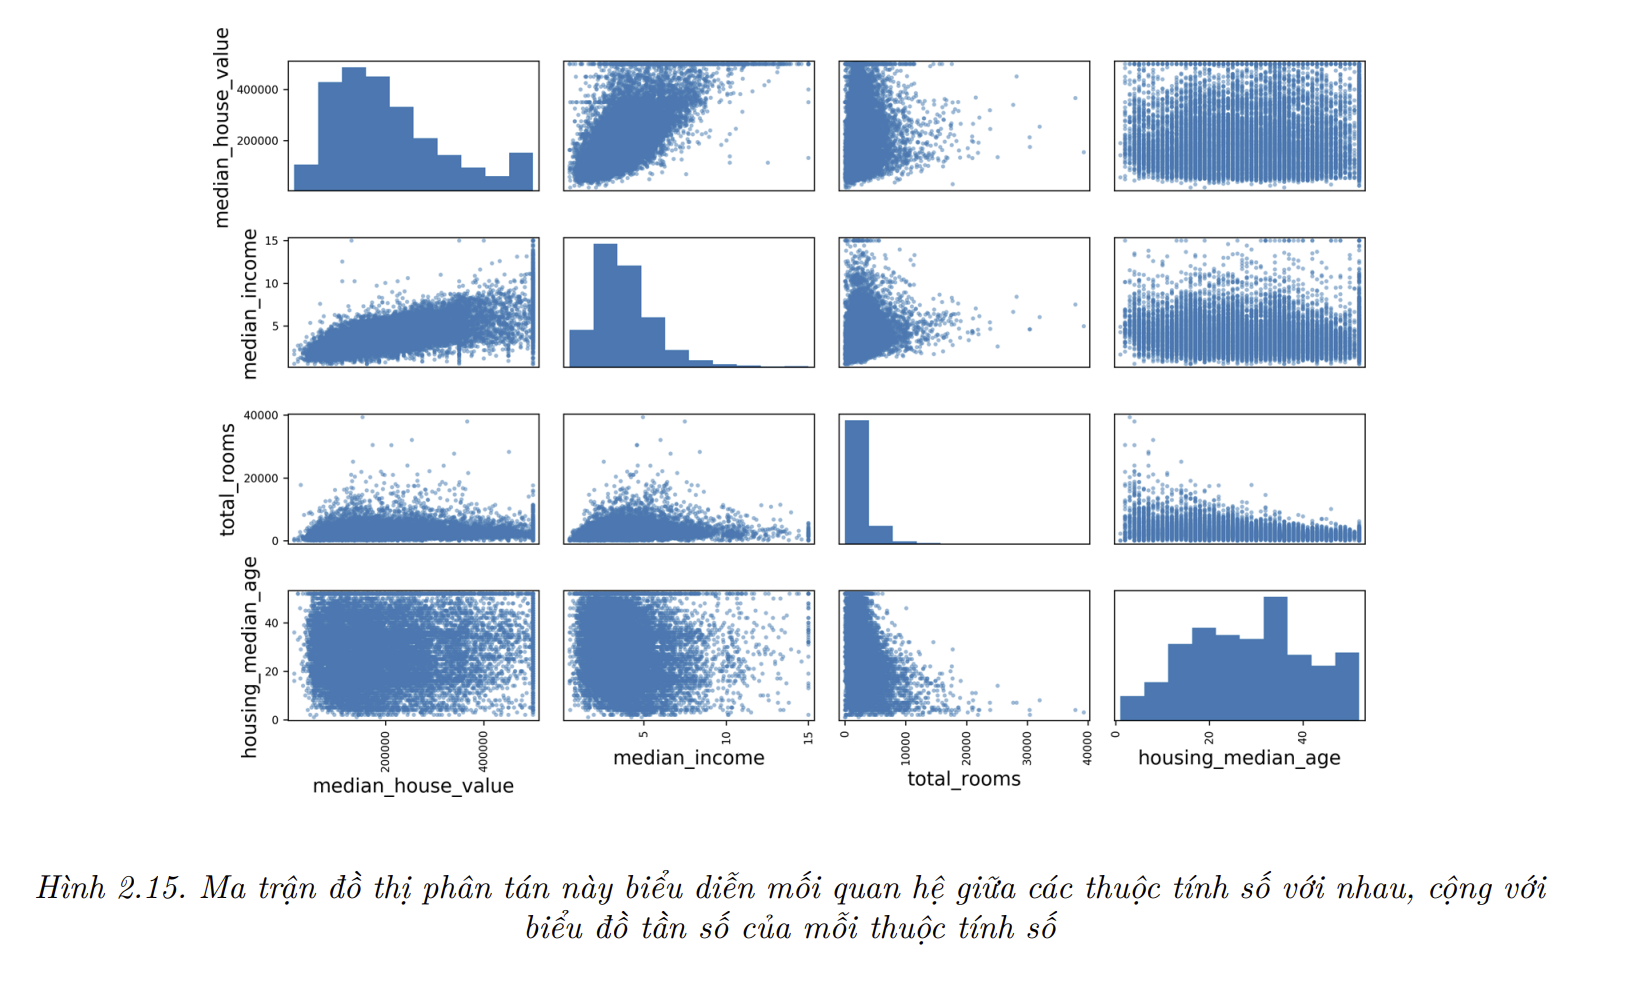 median_house_value
400000
200000
median_income
15
10
5
total_rooms
40000
20000
0
housing_median_age
40
20
0
200000
400000
median_house_value
5
10
15
median_income
0
10000
20000
30000
40000
total_rooms
0
20
40
housing_median_age
Hình 2.15. Ma trận đồ thị phân tán này biểu diễn mối quan hệ giữa các thuộc tính số với nhau, cộng với
biểu đồ tần số của mỗi thuộc tính số